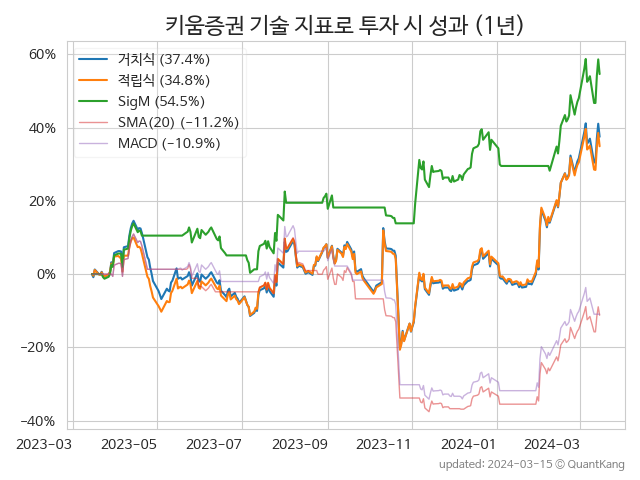 키움증권 기술 지표로 투자 시 성과 (1년)
거치식 (37.4%)
적립식 (34.8%)
SigM (54.5%)
SMA(20) (−11.2%)
MACD (−10.9%)
60%
40%
20%
0%
−20%
−40%
2023-03 2023-05 2023-07 2023-09 2023-11 2024-01 2024-03
updated: 2024-03-15 ⓒ QuantKang